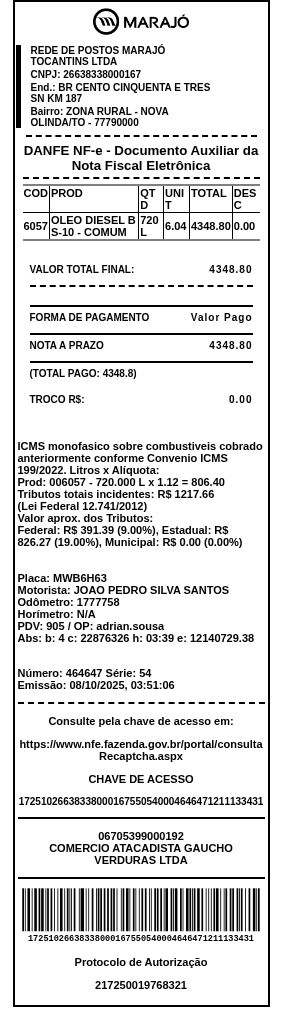 MARAJÓ
REDE DE POSTOS MARAJÓ
TOCANTINS LTDA
CNPJ: 26638338000167
End.: BR CENTO CINQUENTA E TRES
SN KM 187
Bairro: ZONA RURAL - NOVA
OLINDA/TO - 77790000
DANFE NF-e - Documento Auxiliar da
Nota Fiscal Eletrônica
COD PROD QT UNI TOTAL DES
D T C
6057 OLEO DIESEL B 720 6.04 4348.80 0.00
S-10 - COMUM L
VALOR TOTAL FINAL: 4348.80
FORMA DE PAGAMENTO Valor Pago
NOTA A PRAZO 4348.80
(TOTAL PAGO: 4348.8)
TROCO R$: 0.00
ICMS monofasico sobre combustiveis cobrado
anteriormente conforme Convenio ICMS
199/2022. Litros x Alíquota:
Prod: 006057 - 720.000 L x 1.12 = 806.40
Tributos totais incidentes: R$ 1217.66
(Lei Federal 12.741/2012)
Valor aprox. dos Tributos:
Federal: R$ 391.39 (9.00%), Estadual: R$
826.27 (19.00%), Municipal: R$ 0.00 (0.00%)
Placa: MWB6H63
Motorista: JOAO PEDRO SILVA SANTOS
Odômetro: 1777758
Horímetro: N/A
PDV: 905 / OP: adrian.sousa
Abs: b: 4 c: 22876326 h: 03:39 e: 12140729.38
Número: 464647 Série: 54
Emissão: 08/10/2025, 03:51:06
Consulte pela chave de acesso em:
https://www.nfe.fazenda.gov.br/portal/consulta
Recaptcha.aspx
CHAVE DE ACESSO
17251026638338000167550540004646471211133431
06705399000192
COMERCIO ATACADISTA GAUCHO
VERDURAS LTDA
17251026638338000167550540004646471211133431
Protocolo de Autorização
217250019768321